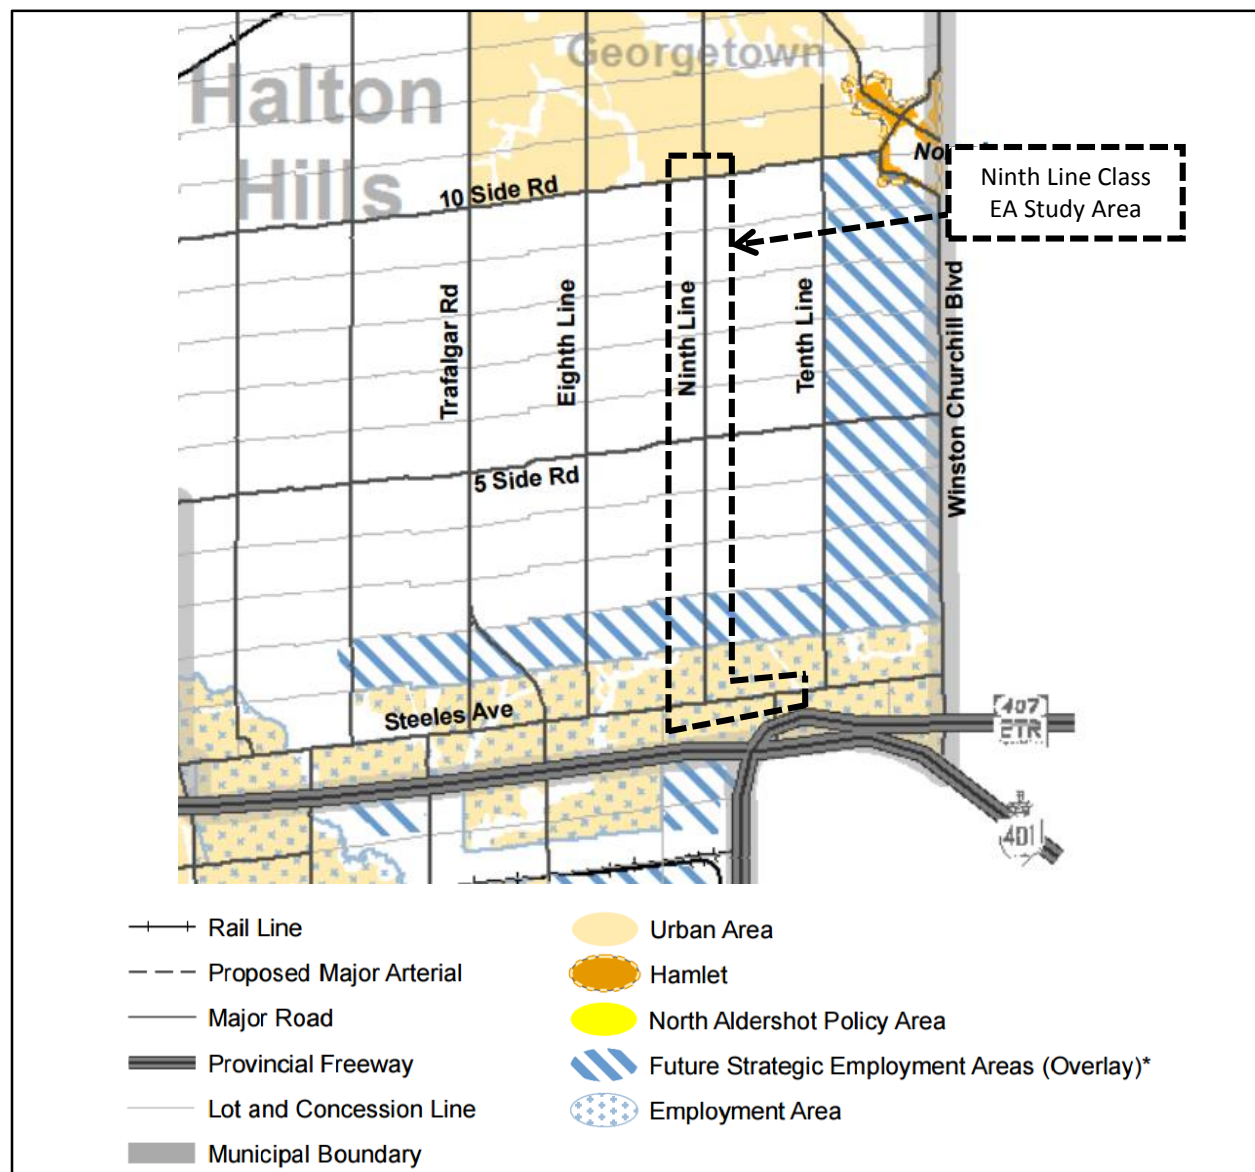 Georgetown
Halton
Hills
No
Ninth Line Class
EA Study Area
10 Side Rd
Trafalgar Rd
Eighth Line
Ninth Line
Tenth Line
Winston Churchill Blvd
5 Side Rd
Steeles Ave
407
ETR
401
Rail Line
Proposed Major Arterial
Major Road
Provincial Freeway
Lot and Concession Line
Municipal Boundary
Urban Area
Hamlet
North Aldershot Policy Area
Future Strategic Employment Areas (Overlay)*
Employment Area